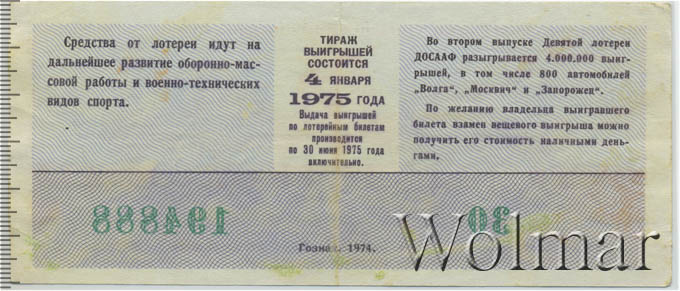 Средства от лотереи идут на
дальнейшее развитие оборонно-мас-
совой работы и военно-технических
видов спорта.
ТИРАЖ
ВЫИГРЫШЕЙ
СОСТОИТСЯ
4 ЯНВАРЯ
1975 ГОДА
Выдача выигрышей
по лотерейным билетам
производится
по 30 июня 1975 года
включительно.
Во втором выпуске Девятой лотереи
ДОСААФ разыгрывается 4.000.000 выиг-
рышей, в том числе 800 автомобилей
„Волга“, „Москвич“ и „Запорожец“.
По желанию владельца выигравшего
билета взамен вещевого выигрыша можно
получить его стоимость наличными день-
гами.
194888
30
Гознак. 1974.
Wolmar